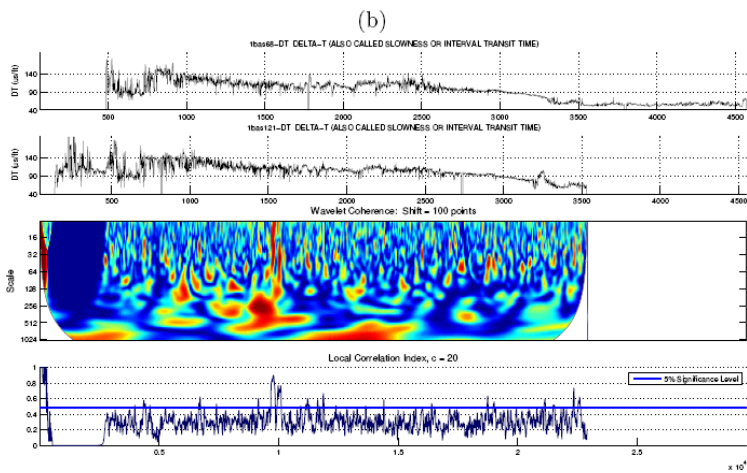 (b)
1bas68-DT DELTA-T (ALSO CALLED SLOWNESS OR INTERVAL TRANSIT TIME)
DT (us/ft)
140
90
40
500 1000 1500 2000 2500 3000 3500 4000 4500
1bas121-DT DELTA-T (ALSO CALLED SLOWNESS OR INTERVAL TRANSIT TIME)
DT (us/ft)
140
90
40
500 1000 1500 2000 2500 3000 3500 4000 450
Wavelet Coherence: Shift = 100 points
Scale
16
32
64
128
256
512
1024
Local Correlation Index, c = 20
1
0.8
0.6
0.4
0.2
0
5% Significance Level
0.5 1 1.5 2 2.5
x 10